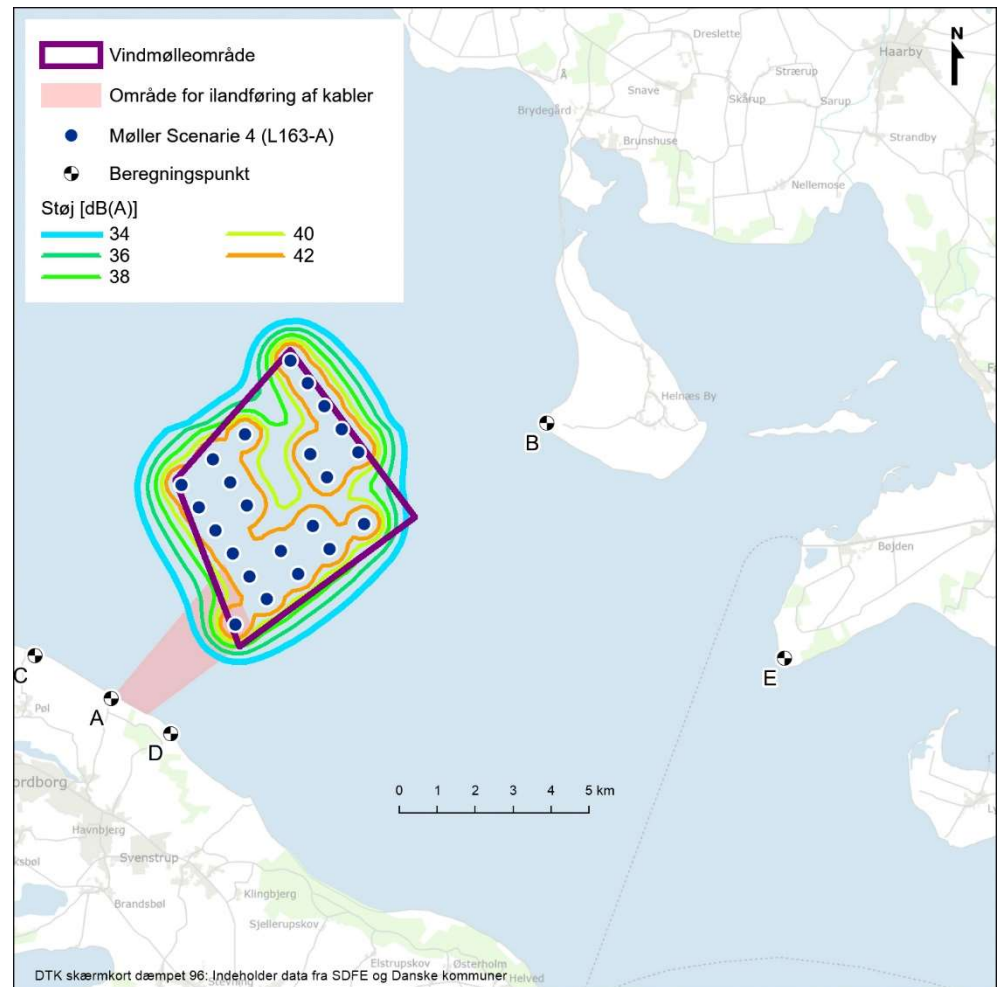 Vindmølleområde
Område for ilandføring af kabler
Møller Scenarie 4 (L163-A)
Beregningspunkt
Støj [dB(A)]
34 40
36 42
38
N
Dreslette
Haarby
Å
Snave
Strærup
Brydegård
Skårup
Sarup
Brunshuse
Strandby
Nellemose
Helnæs By
B
Bøjden
C
E
A
Pøl
D
0 1 2 3 4 5 km
ordborg
Havnbjerg
Svenstrup
Klingbjerg
Brandsbøl
Sjellerupskov
Elstrupskov
Østerholm
Helved
DTK skærmkort dæmpet 96: Indeholder data fra SDFE og Danske kommuner